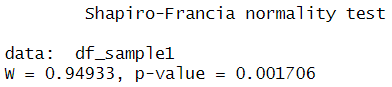 Shapiro-Francia normality test
data:  df_sample1
W = 0.94933, p-value = 0.001706